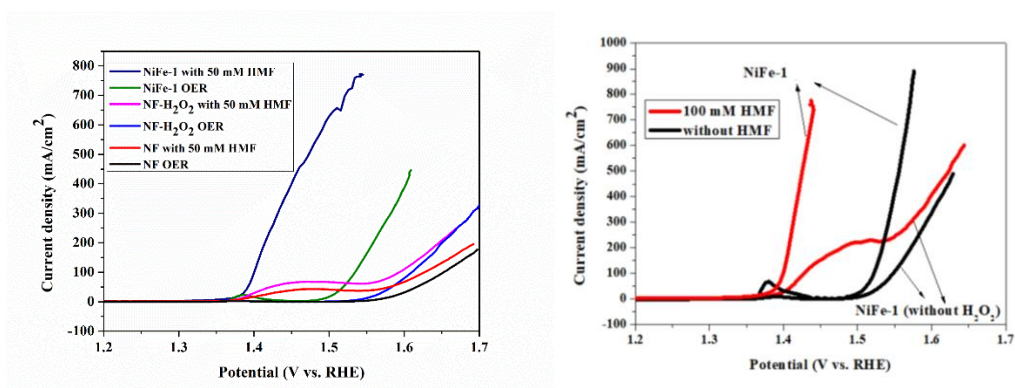 800
700
600
500
400
300
200
100
0
-100
Current density (mA/cm²)
NiFe-1 with 50 mM HMF
NiFe-1 OER
NF-H₂O₂ with 50 mM HMF
NF-H₂O₂ OER
NF with 50 mM HMF
NF OER
1.2 1.3 1.4 1.5 1.6 1.7
Potential (V vs. RHE)
1000
900
800
700
600
500
400
300
200
100
0
-100
Current density (mA/cm²)
NiFe-1
100 mM HMF
without HMF
NiFe-1 (without H₂O₂)
1.2 1.3 1.4 1.5 1.6 1.7
Potential (V vs. RHE)